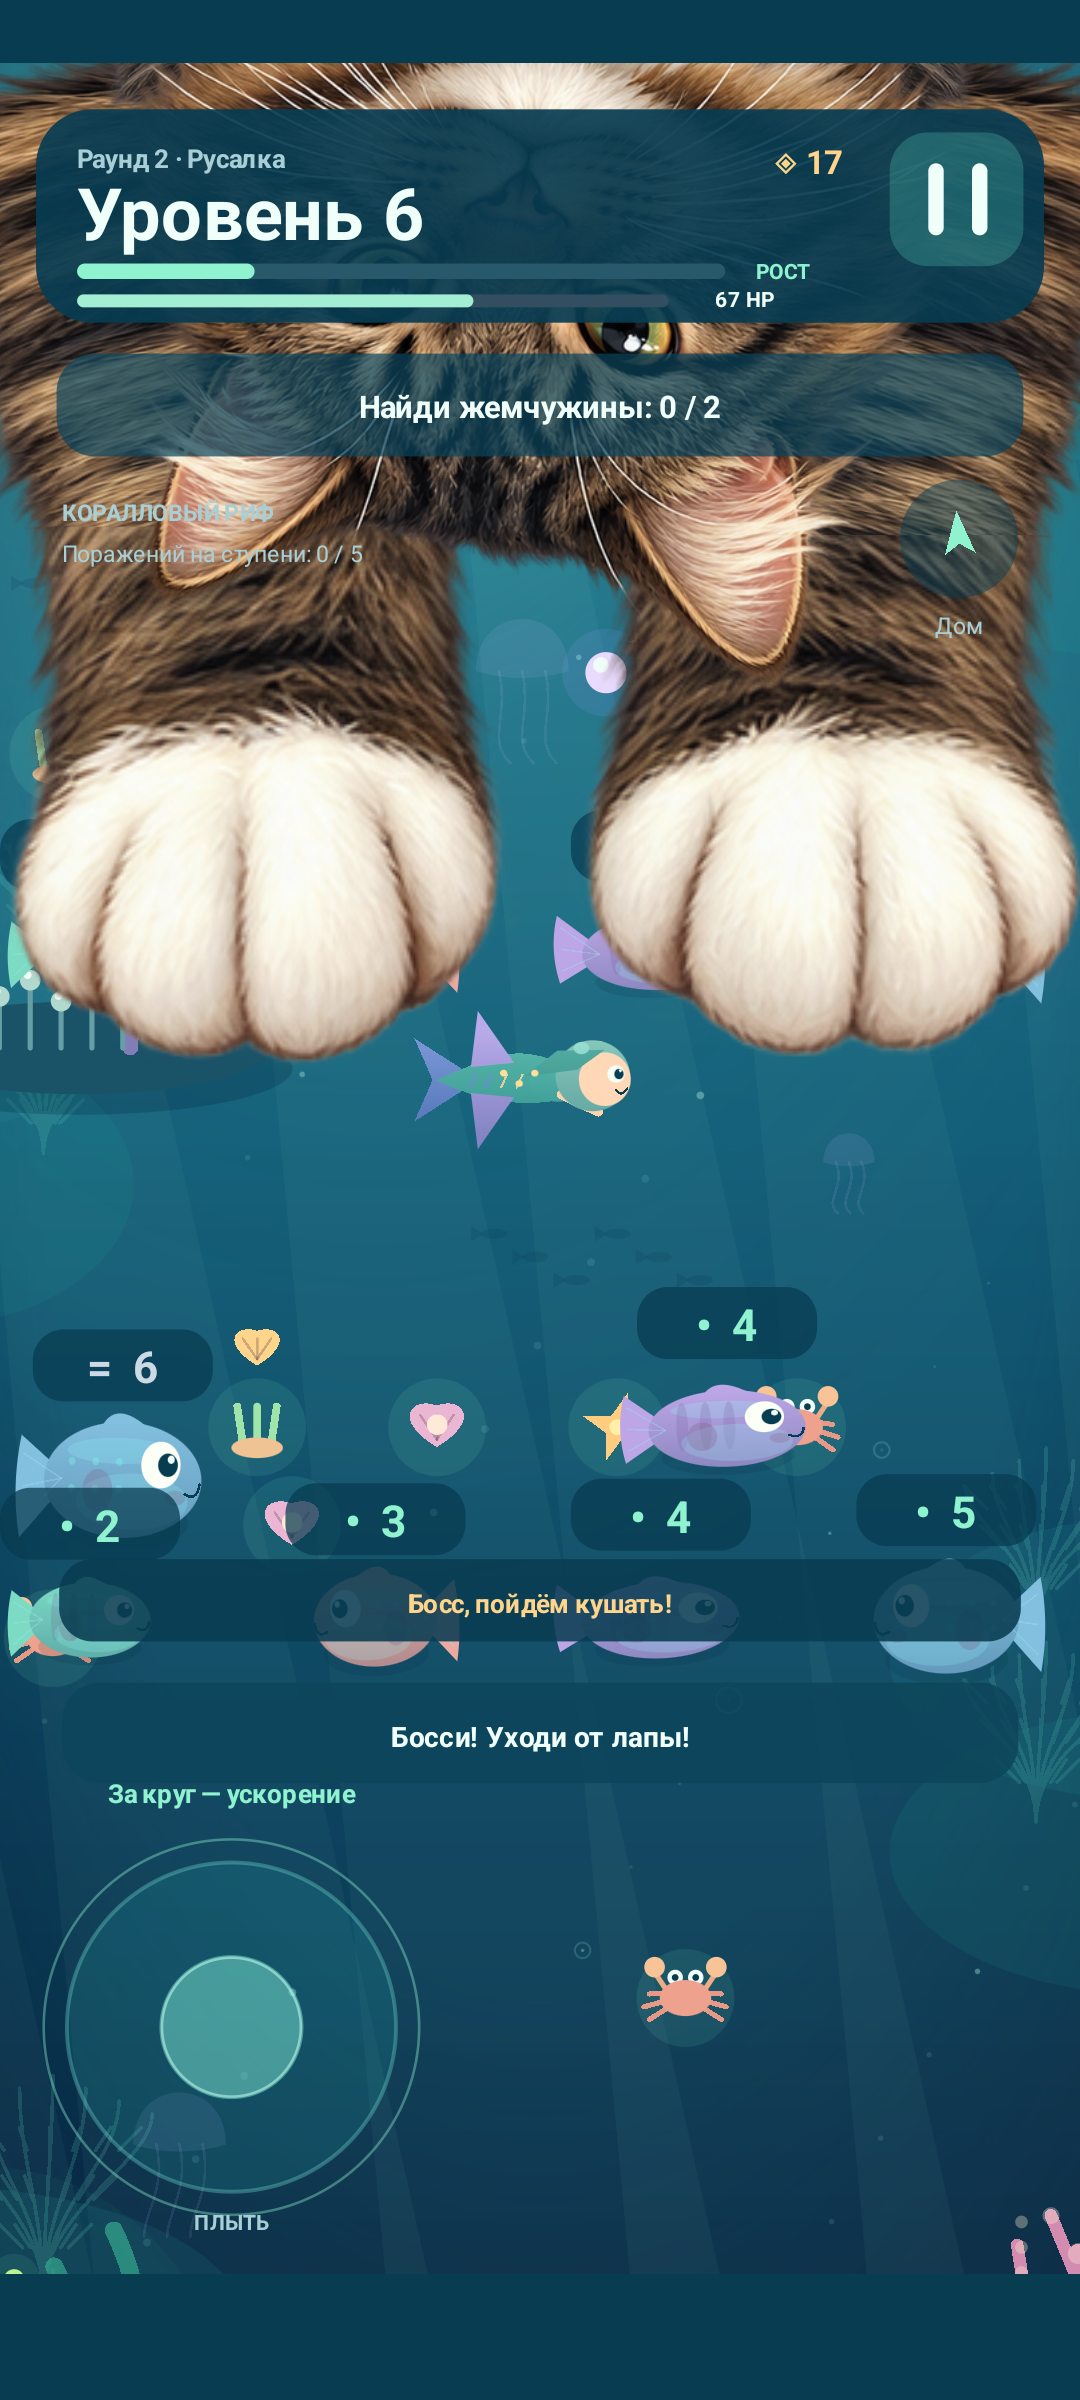 Раунд 2 · Русалка
17
Уровень 6
РОСТ
67 HP
Найди жемчужины: 0 / 2
КОРАЛЛОВЫЙ РИФ
Поражений на ступени: 0 / 5
Дом
• 4
= 6
• 2
• 3
• 4
• 5
Босс, пойдём кушать!
Босси! Уходи от лапы!
За круг — ускорение
ПЛЫТЬ